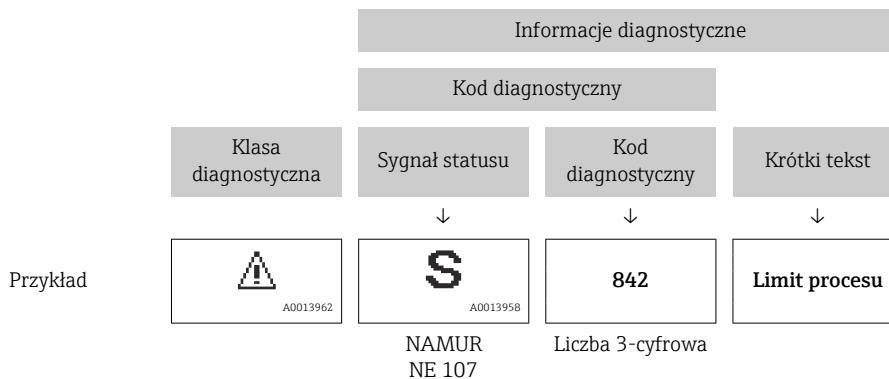 Informacje diagnostyczne
Kod diagnostyczny
Klasa
diagnostyczna
Sygnał statusu
Kod
diagnostyczny
Krótki tekst
↓ ↓ ↓
Przykład
A0013962
S
A0013958
842
Limit procesu
NAMUR
NE 107
Liczba 3-cyfrowa